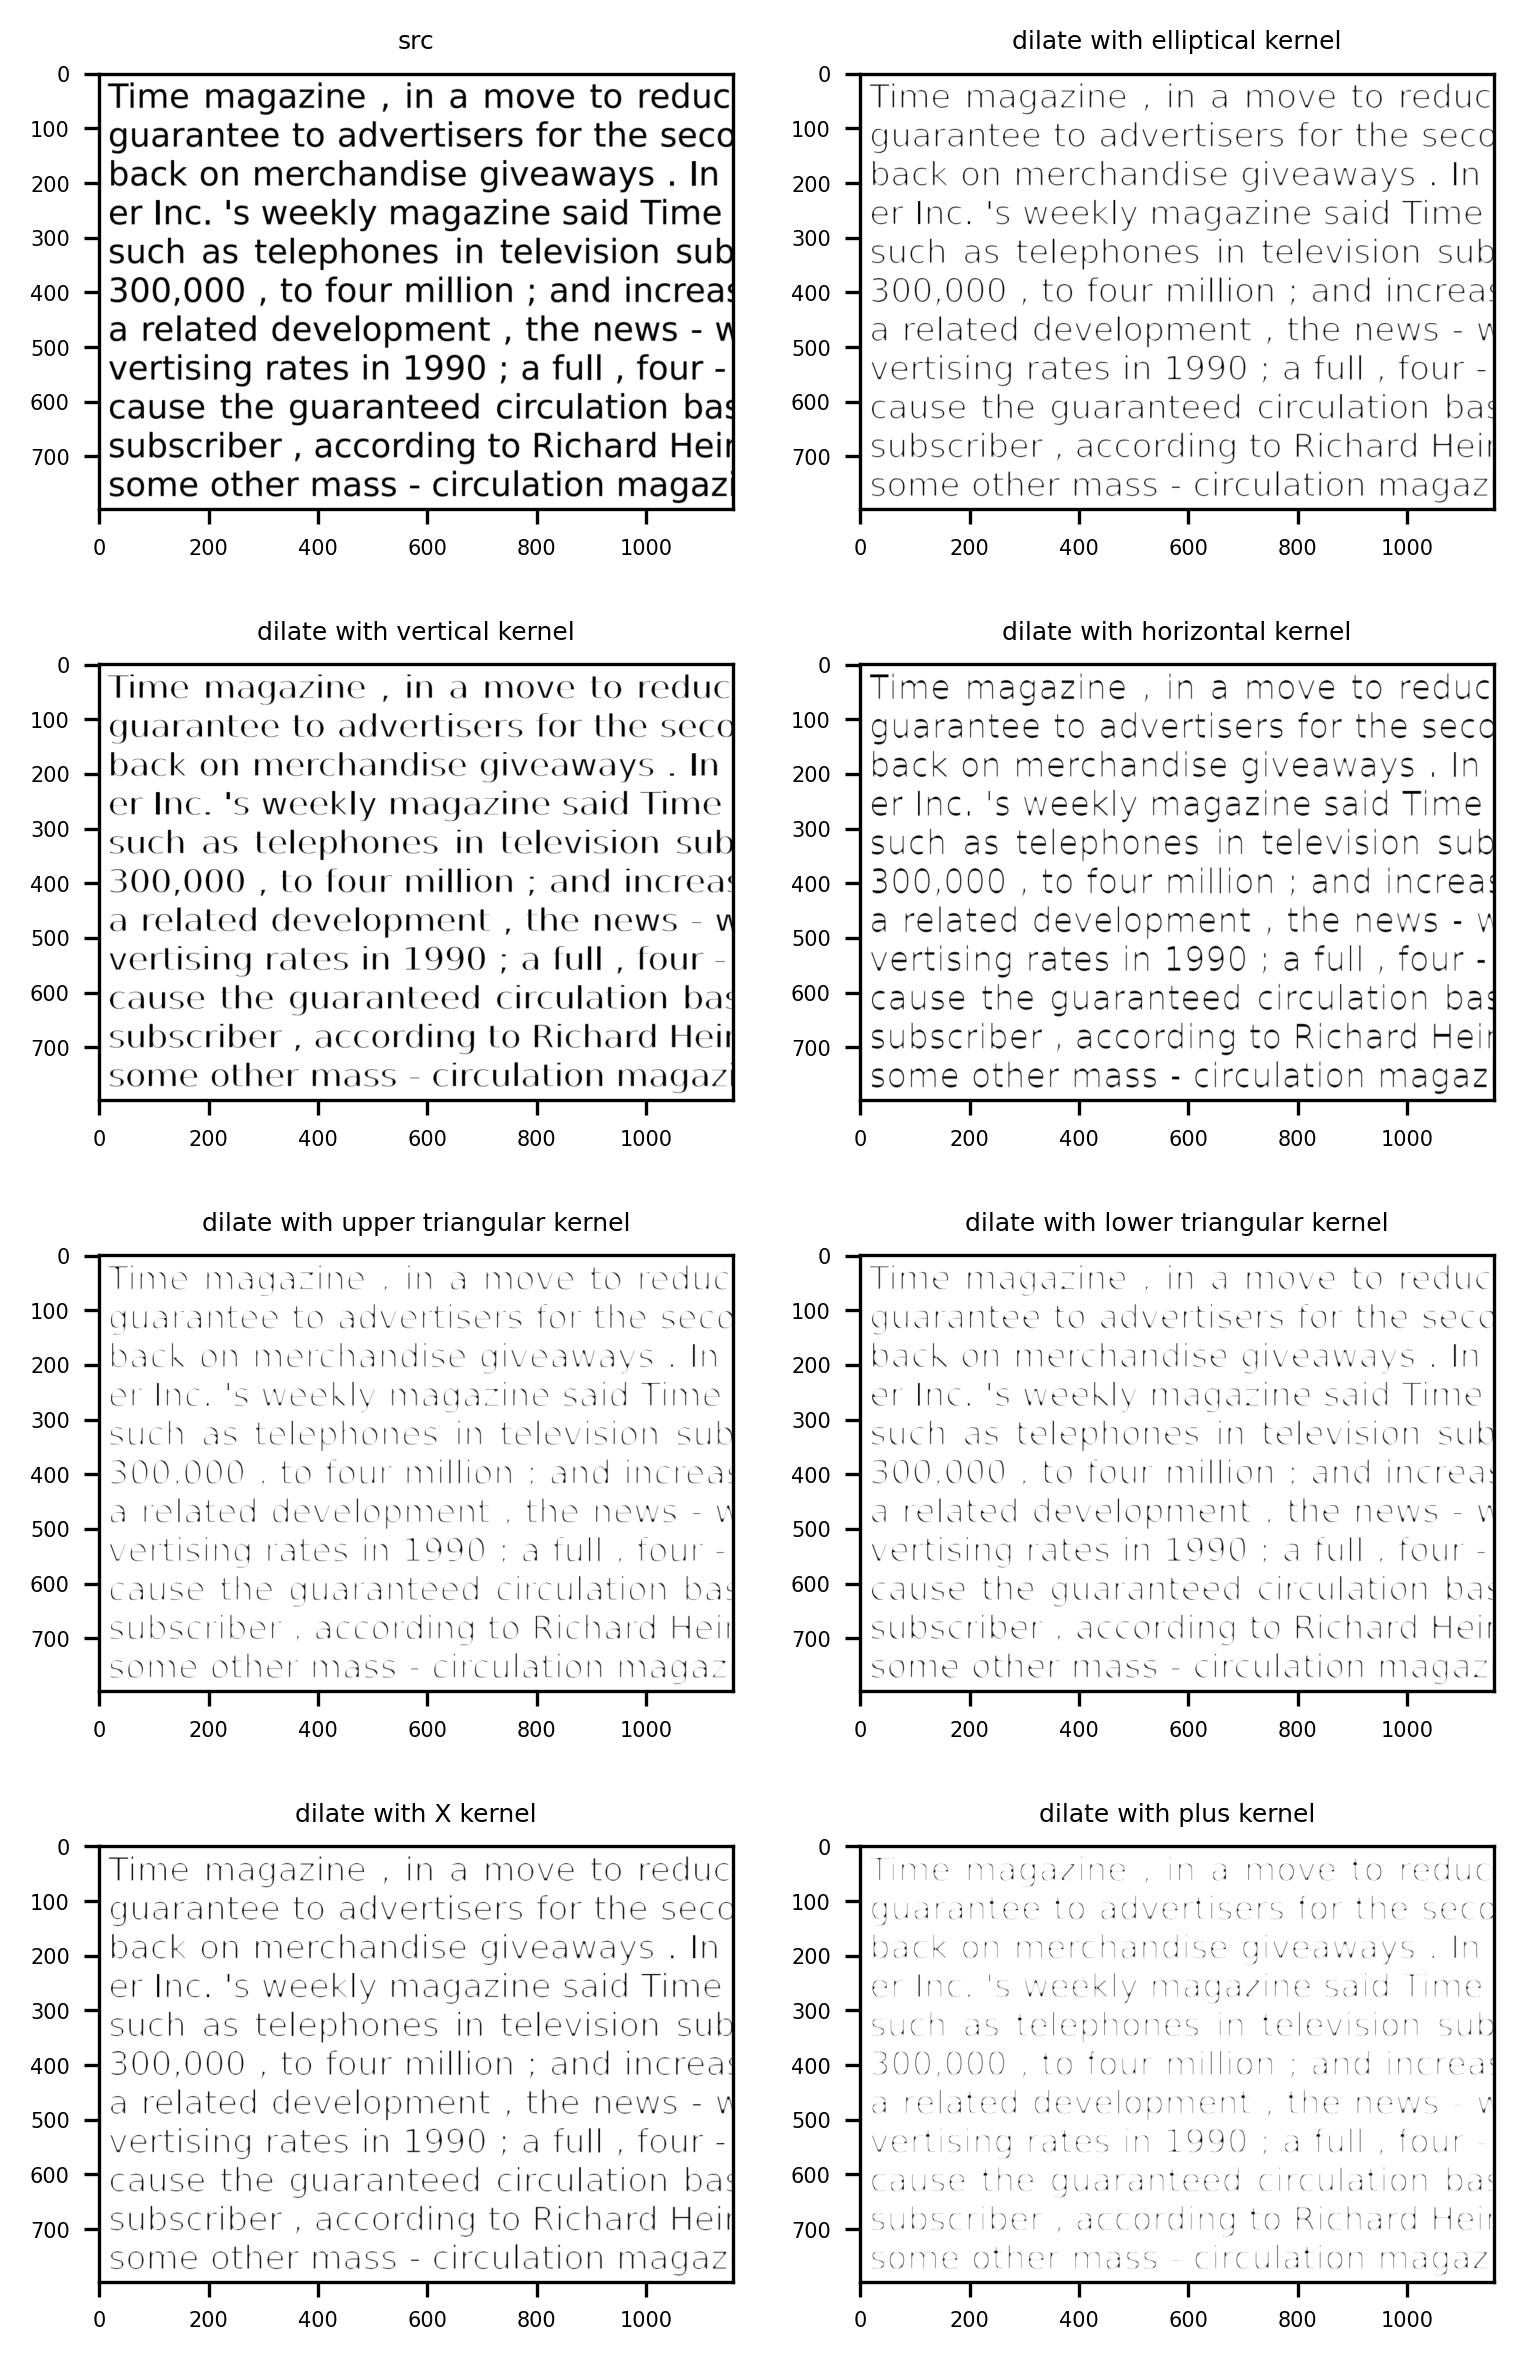 src
0
100
200
300
400
500
600
700
Time magazine , in a move to reduc
guarantee to advertisers for the seco
back on merchandise giveaways . In
er Inc. 's weekly magazine said Time
such as telephones in television sub
300,000 , to four million ; and increas
a related development , the news - w
vertising rates in 1990 ; a full , four -
cause the guaranteed circulation bas
subscriber , according to Richard Heir
some other mass - circulation magazi
0 200 400 600 800 1000
dilate with elliptical kernel
0
100
200
300
400
500
600
700
Time magazine , in a move to reduc
guarantee to advertisers for the seco
back on merchandise giveaways . In
er Inc. 's weekly magazine said Time
such as telephones in television sub
300,000 , to four million ; and increas
a related development , the news - w
vertising rates in 1990 ; a full , four -
cause the guaranteed circulation bas
subscriber , according to Richard Heir
some other mass - circulation magaz
0 200 400 600 800 1000
dilate with vertical kernel
0
100
200
300
400
500
600
700
Time magazine , in a move to reduc
guarantee to advertisers for the seco
back on merchandise giveaways . In
er Inc. 's weekly magazine said Time
such as telephones in television sub
300,000 , to four million ; and increas
a related development , the news - w
vertising rates in 1990 ; a full , four -
cause the guaranteed circulation bas
subscriber , according to Richard Heir
some other mass - circulation magazi
0 200 400 600 800 1000
dilate with horizontal kernel
0
100
200
300
400
500
600
700
Time magazine , in a move to reduc
guarantee to advertisers for the seco
back on merchandise giveaways . In
er Inc. 's weekly magazine said Time
such as telephones in television sub
300,000 , to four million ; and increas
a related development , the news - w
vertising rates in 1990 ; a full , four -
cause the guaranteed circulation bas
subscriber , according to Richard Heir
some other mass - circulation magaz
0 200 400 600 800 1000
dilate with upper triangular kernel
0
100
200
300
400
500
600
700
Time magazine , in a move to reduc
guarantee to advertisers for the seco
back on merchandise giveaways . In
er Inc. 's weekly magazine said Time
such as telephones in television sub
300,000 , to four million ; and increas
a related development , the news - w
vertising rates in 1990 ; a full , four -
cause the guaranteed circulation bas
subscriber , according to Richard Heir
some other mass - circulation magaz
0 200 400 600 800 1000
dilate with lower triangular kernel
0
100
200
300
400
500
600
700
Time magazine , in a move to reduc
guarantee to advertisers for the seco
back on merchandise giveaways . In
er Inc. 's weekly magazine said Time
such as telephones in television sub
300,000 , to four million ; and increas
a related development , the news - w
vertising rates in 1990 ; a full , four -
cause the guaranteed circulation bas
subscriber , according to Richard Heir
some other mass - circulation magaz
0 200 400 600 800 1000
dilate with X kernel
0
100
200
300
400
500
600
700
Time magazine , in a move to reduc
guarantee to advertisers for the seco
back on merchandise giveaways . In
er Inc. 's weekly magazine said Time
such as telephones in television sub
300,000 , to four million ; and increas
a related development , the news - w
vertising rates in 1990 ; a full , four -
cause the guaranteed circulation bas
subscriber , according to Richard Heir
some other mass - circulation magaz
0 200 400 600 800 1000
dilate with plus kernel
0
100
200
300
400
500
600
700
Time magazine , in a move to reduc
guarantee to advertisers for the seco
back on merchandise giveaways . In
er Inc. 's weekly magazine said Time
such as telephones in television sub
300,000 , to four million ; and increas
a related development , the news - w
vertising rates in 1990 ; a full , four -
cause the guaranteed circulation bas
subscriber , according to Richard Heir
some other mass - circulation magaz
0 200 400 600 800 1000